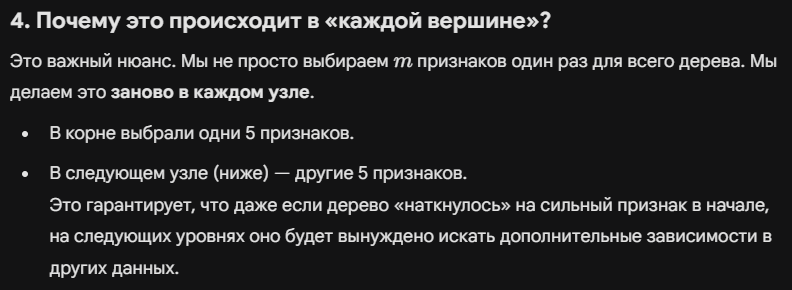 4. Почему это происходит в «каждой вершине»?
Это важный нюанс. Мы не просто выбираем m признаков один раз для всего дерева. Мы
делаем это заново в каждом узле.
• В корне выбрали одни 5 признаков.
• В следующем узле (ниже) — другие 5 признаков.
Это гарантирует, что даже если дерево «наткнулось» на сильный признак в начале,
на следующих уровнях оно будет вынуждено искать дополнительные зависимости в
других данных.